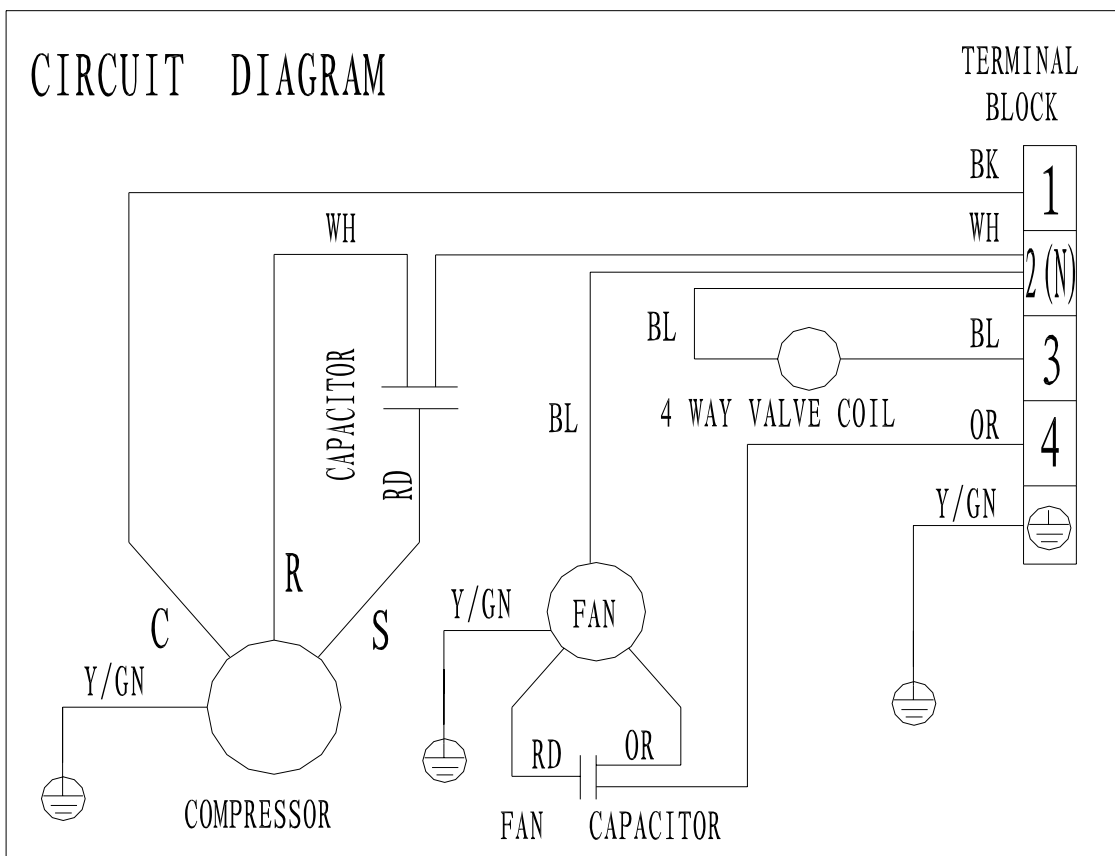 CIRCUIT DIAGRAM
TERMINAL
BLOCK
BK
1
WH
WH
2(N)
BL
BL
3
CAPACITOR
4 WAY VALVE COIL
BL
OR
4
RD
Y/GN
R
C
S
Y/GN
FAN
Y/GN
RD
OR
COMPRESSOR
FAN CAPACITOR